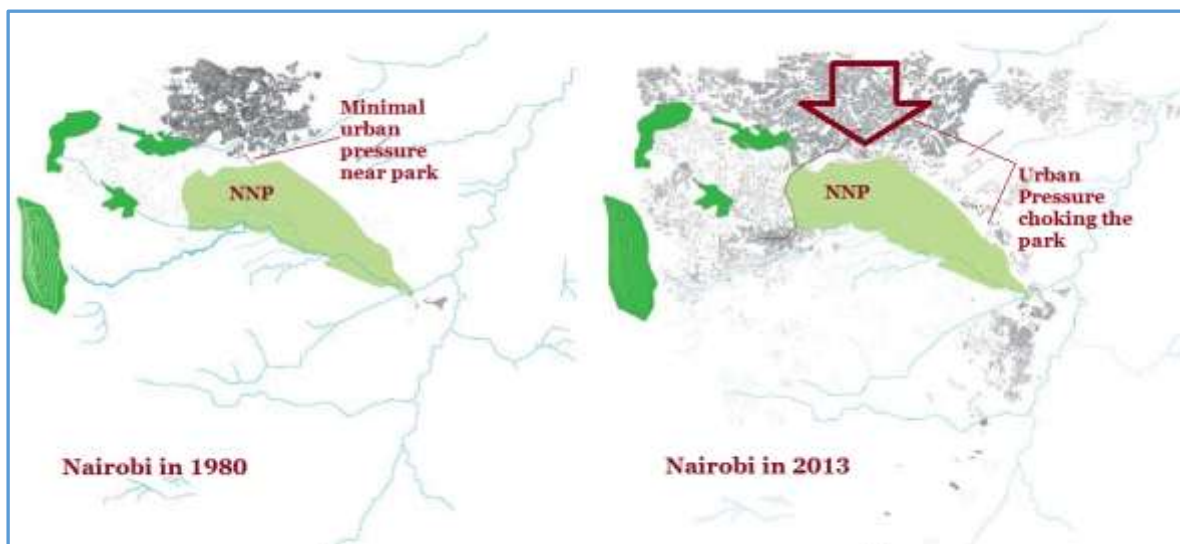 Minimal
urban
pressure
near park
NNP
Nairobi in 1980
NNP
Urban
Pressure
choking the
park
Nairobi in 2013